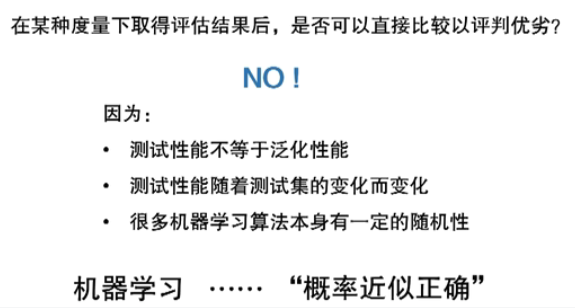 在某种度量下取得评估结果后，是否可以直接比较以评判优劣？
NO！
因为：
• 测试性能不等于泛化性能
• 测试性能随着测试集的变化而变化
• 很多机器学习算法本身有一定的随机性
机器学习 …… “概率近似正确”